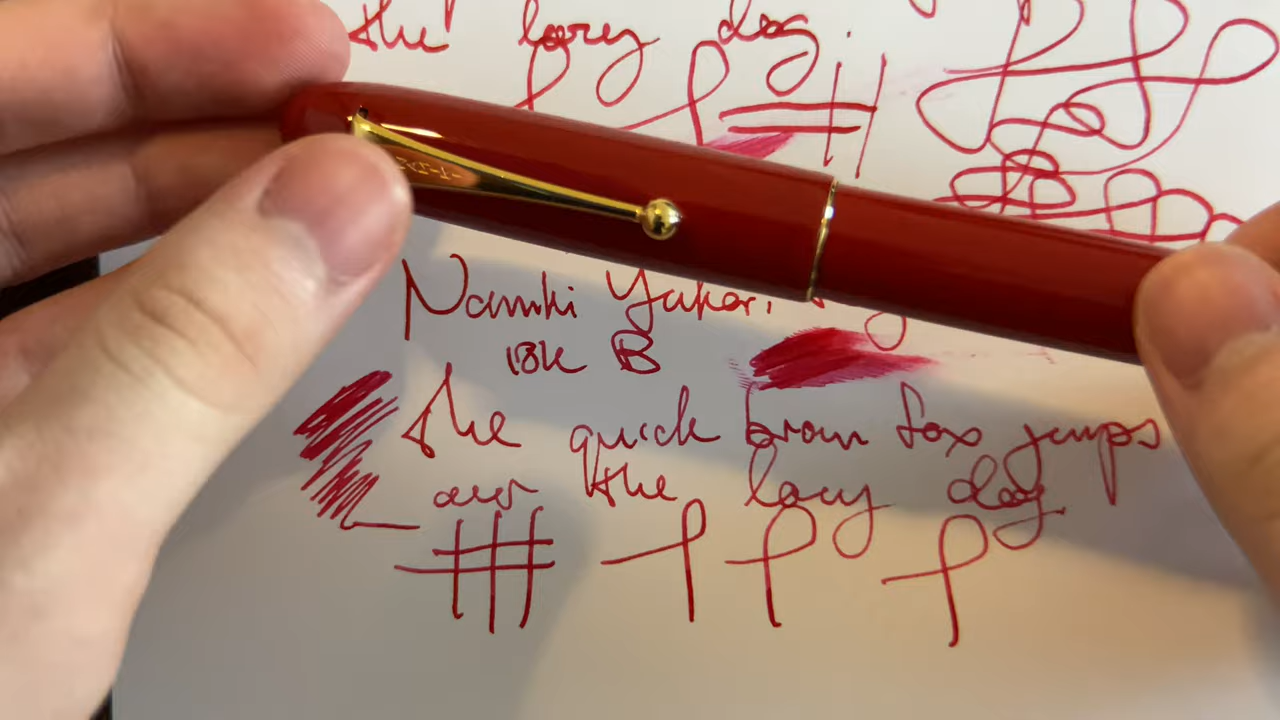 the lazy dog.
Namiki Yukari
18k B
The quick brown fox jumps
over the lazy dog